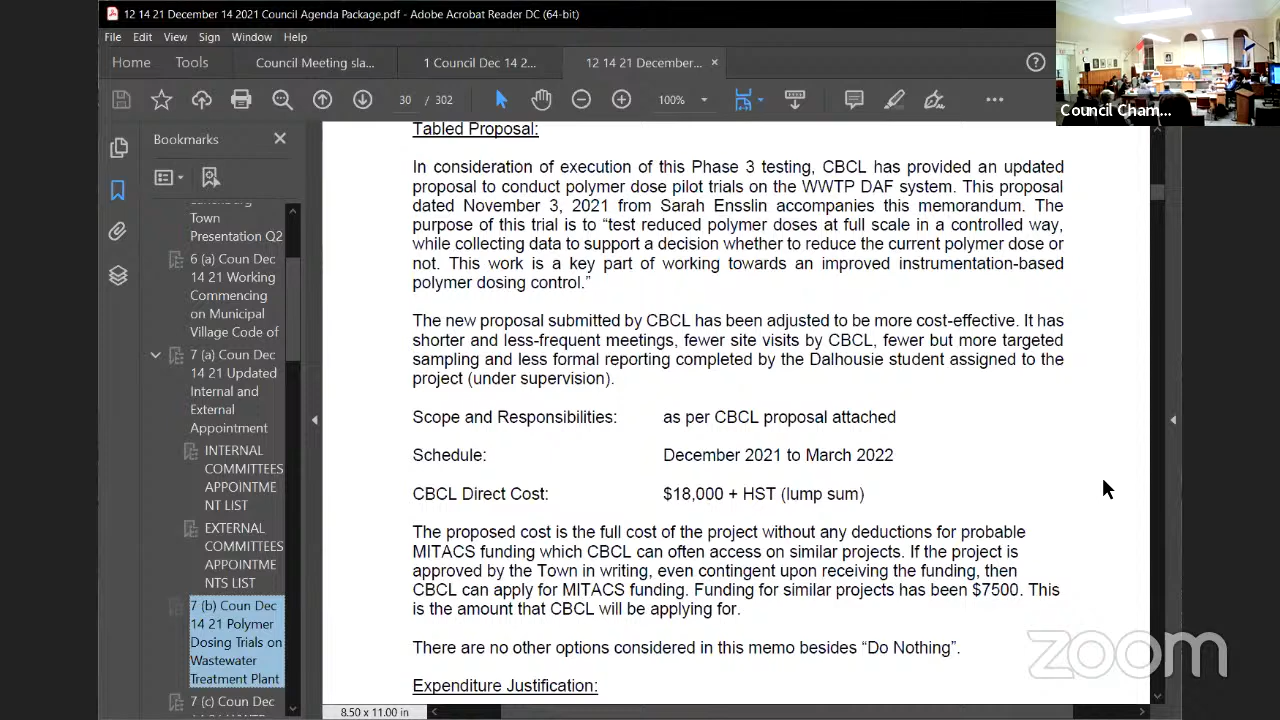 12 14 21 December 14 2021 Council Agenda Package.pdf - Adobe Acrobat Reader DC (64-bit)
File Edit View Sign Window Help
Home Tools Council Meeting sla... 1 Council Dec 14 2... 12 14 21 December... ×
30 / 302 100%
Council Cham...
Bookmarks
Town
Presentation Q2
6 (a) Coun Dec
14 21 Working
Commencing
on Municipal
Village Code of
7 (a) Coun Dec
14 21 Updated
Internal and
External
Appointment
INTERNAL
COMMITTEES
APPOINTME
NT LIST
EXTERNAL
COMMITTEES
APPOINTME
NTS LIST
7 (b) Coun Dec
14 21 Polymer
Dosing Trials on
Wastewater
Treatment Plant
7 (c) Coun Dec
Tabled Proposal:
In consideration of execution of this Phase 3 testing, CBCL has provided an updated
proposal to conduct polymer dose pilot trials on the WWTP DAF system. This proposal
dated November 3, 2021 from Sarah Ensslin accompanies this memorandum. The
purpose of this trial is to “test reduced polymer doses at full scale in a controlled way,
while collecting data to support a decision whether to reduce the current polymer dose or
not. This work is a key part of working towards an improved instrumentation-based
polymer dosing control.”
The new proposal submitted by CBCL has been adjusted to be more cost-effective. It has
shorter and less-frequent meetings, fewer site visits by CBCL, fewer but more targeted
sampling and less formal reporting completed by the Dalhousie student assigned to the
project (under supervision).
Scope and Responsibilities: as per CBCL proposal attached
Schedule: December 2021 to March 2022
CBCL Direct Cost: $18,000 + HST (lump sum)
The proposed cost is the full cost of the project without any deductions for probable
MITACS funding which CBCL can often access on similar projects. If the project is
approved by the Town in writing, even contingent upon receiving the funding, then
CBCL can apply for MITACS funding. Funding for similar projects has been $7500. This
is the amount that CBCL will be applying for.
There are no other options considered in this memo besides “Do Nothing”.
Expenditure Justification:
8.50 x 11.00 in
zoom